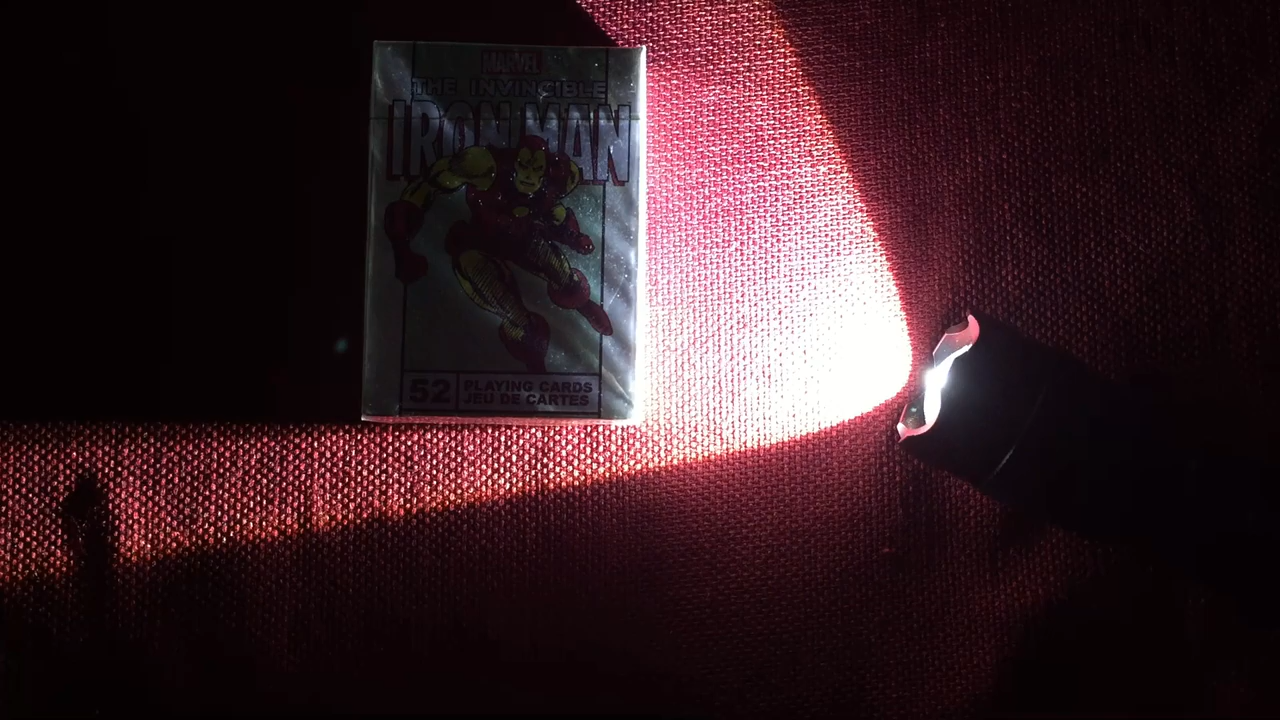 MARVEL
THE INVINCIBLE
IRON MAN
52
PLAYING CARDS
JEU DE CARTES